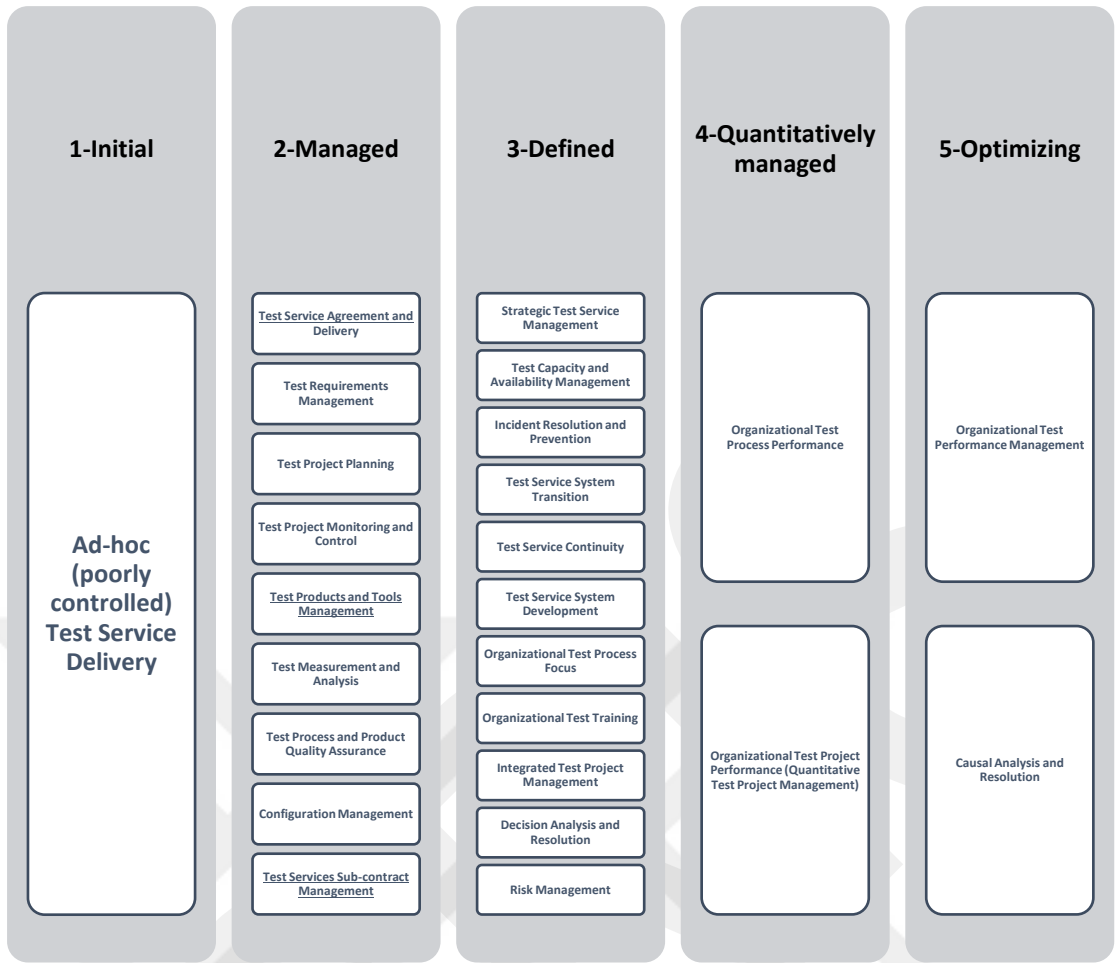 1-Initial
Ad-hoc
(poorly
controlled)
Test Service
Delivery
2-Managed
Test Service Agreement and
Delivery
Test Requirements
Management
Test Project Planning
Test Project Monitoring and
Control
Test Products and Tools
Management
Test Measurement and
Analysis
Test Process and Product
Quality Assurance
Configuration Management
Test Services Sub-contract
Management
3-Defined
Strategic Test Service
Management
Test Capacity and
Availability Management
Incident Resolution and
Prevention
Test Service System
Transition
Test Service Continuity
Test Service System
Development
Organizational Test Process
Focus
Organizational Test Training
Integrated Test Project
Management
Decision Analysis and
Resolution
Risk Management
4-Quantitatively
managed
Organizational Test
Process Performance
Organizational Test Project
Performance (Quantitative
Test Project Management)
5-Optimizing
Organizational Test
Performance Management
Causal Analysis and
Resolution